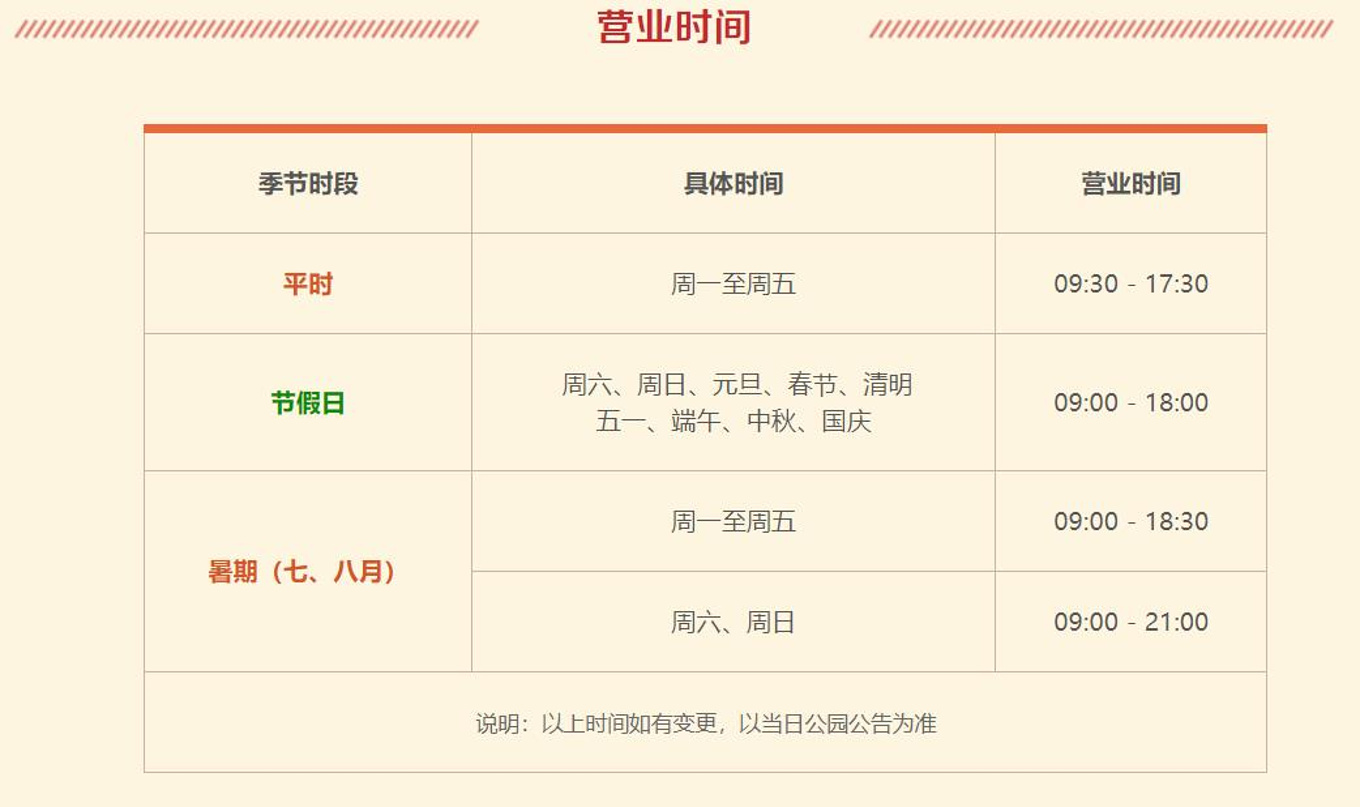 营业时间
季节时段 具体时间 营业时间
平时 周一至周五 09:30 - 17:30
周六、周日、元旦、春节、清明
节假日 09:00 - 18:00
五一、端午、中秋、国庆
周一至周五 09:00 - 18:30
暑期（七、八月）
周六、周日 09:00 - 21:00
说明：以上时间如有变更，以当日公园公告为准